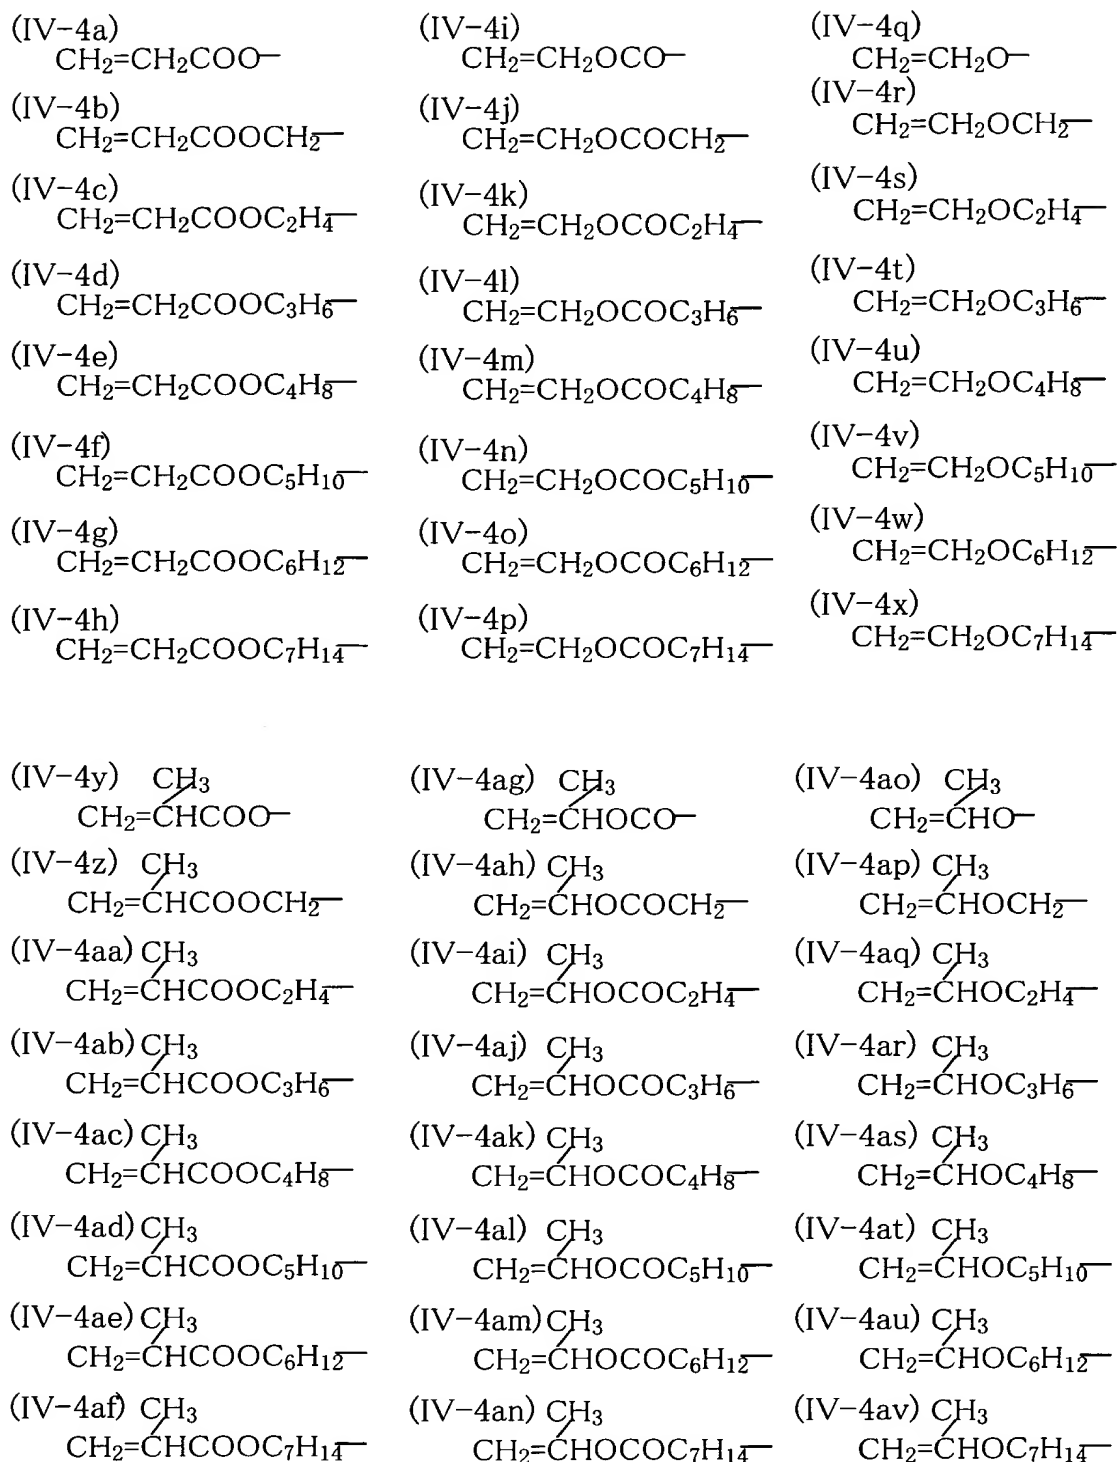 (IV-4a) (IV-4i) (IV-4q)
CH₂=CH₂COO— CH₂=CH₂OCO— CH₂=CH₂O—
(IV-4b) (IV-4j) (IV-4r)
CH₂=CH₂COOCH₂— CH₂=CH₂OCOCH₂— CH₂=CH₂OCH₂—
(IV-4c) (IV-4k) (IV-4s)
CH₂=CH₂COOC₂H₄— CH₂=CH₂OCOC₂H₄— CH₂=CH₂OC₂H₄—
(IV-4d) (IV-4l) (IV-4t)
CH₂=CH₂COOC₃H₆— CH₂=CH₂OCOC₃H₆— CH₂=CH₂OC₃H₆—
(IV-4e) (IV-4m) (IV-4u)
CH₂=CH₂COOC₄H₈— CH₂=CH₂OCOC₄H₈— CH₂=CH₂OC₄H₈—
(IV-4f) (IV-4n) (IV-4v)
CH₂=CH₂COOC₅H₁₀— CH₂=CH₂OCOC₅H₁₀— CH₂=CH₂OC₅H₁₀—
(IV-4g) (IV-4o) (IV-4w)
CH₂=CH₂COOC₆H₁₂— CH₂=CH₂OCOC₆H₁₂— CH₂=CH₂OC₆H₁₂—
(IV-4h) (IV-4p) (IV-4x)
CH₂=CH₂COOC₇H₁₄— CH₂=CH₂OCOC₇H₁₄— CH₂=CH₂OC₇H₁₄—
(IV-4y) CH₃ (IV-4ag) CH₃ (IV-4ao) CH₃
CH₂=CHCOO— CH₂=CHOCO— CH₂=CHO—
(IV-4z) CH₃ (IV-4ah) CH₃ (IV-4ap) CH₃
CH₂=CHCOOCH₂— CH₂=CHOCOCH₂— CH₂=CHOCH₂—
(IV-4aa) CH₃ (IV-4ai) CH₃ (IV-4aq) CH₃
CH₂=CHCOOC₂H₄— CH₂=CHOCOC₂H₄— CH₂=CHOC₂H₄—
(IV-4ab) CH₃ (IV-4aj) CH₃ (IV-4ar) CH₃
CH₂=CHCOOC₃H₆— CH₂=CHOCOC₃H₆— CH₂=CHOC₃H₆—
(IV-4ac) CH₃ (IV-4ak) CH₃ (IV-4as) CH₃
CH₂=CHCOOC₄H₈— CH₂=CHOCOC₄H₈— CH₂=CHOC₄H₈—
(IV-4ad) CH₃ (IV-4al) CH₃ (IV-4at) CH₃
CH₂=CHCOOC₅H₁₀— CH₂=CHOCOC₅H₁₀— CH₂=CHOC₅H₁₀—
(IV-4ae) CH₃ (IV-4am) CH₃ (IV-4au) CH₃
CH₂=CHCOOC₆H₁₂— CH₂=CHOCOC₆H₁₂— CH₂=CHOC₆H₁₂—
(IV-4af) CH₃ (IV-4an) CH₃ (IV-4av) CH₃
CH₂=CHCOOC₇H₁₄— CH₂=CHOCOC₇H₁₄— CH₂=CHOC₇H₁₄—